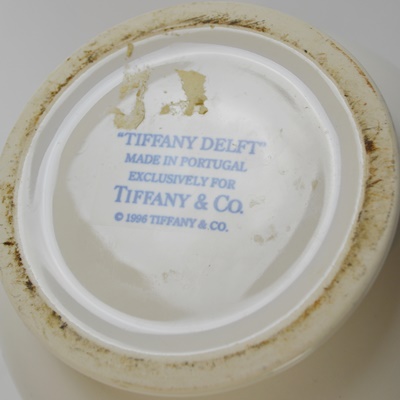 "TIFFANY DELFT"
MADE IN PORTUGAL
EXCLUSIVELY FOR
TIFFANY & CO.
© 1996 TIFFANY & CO.